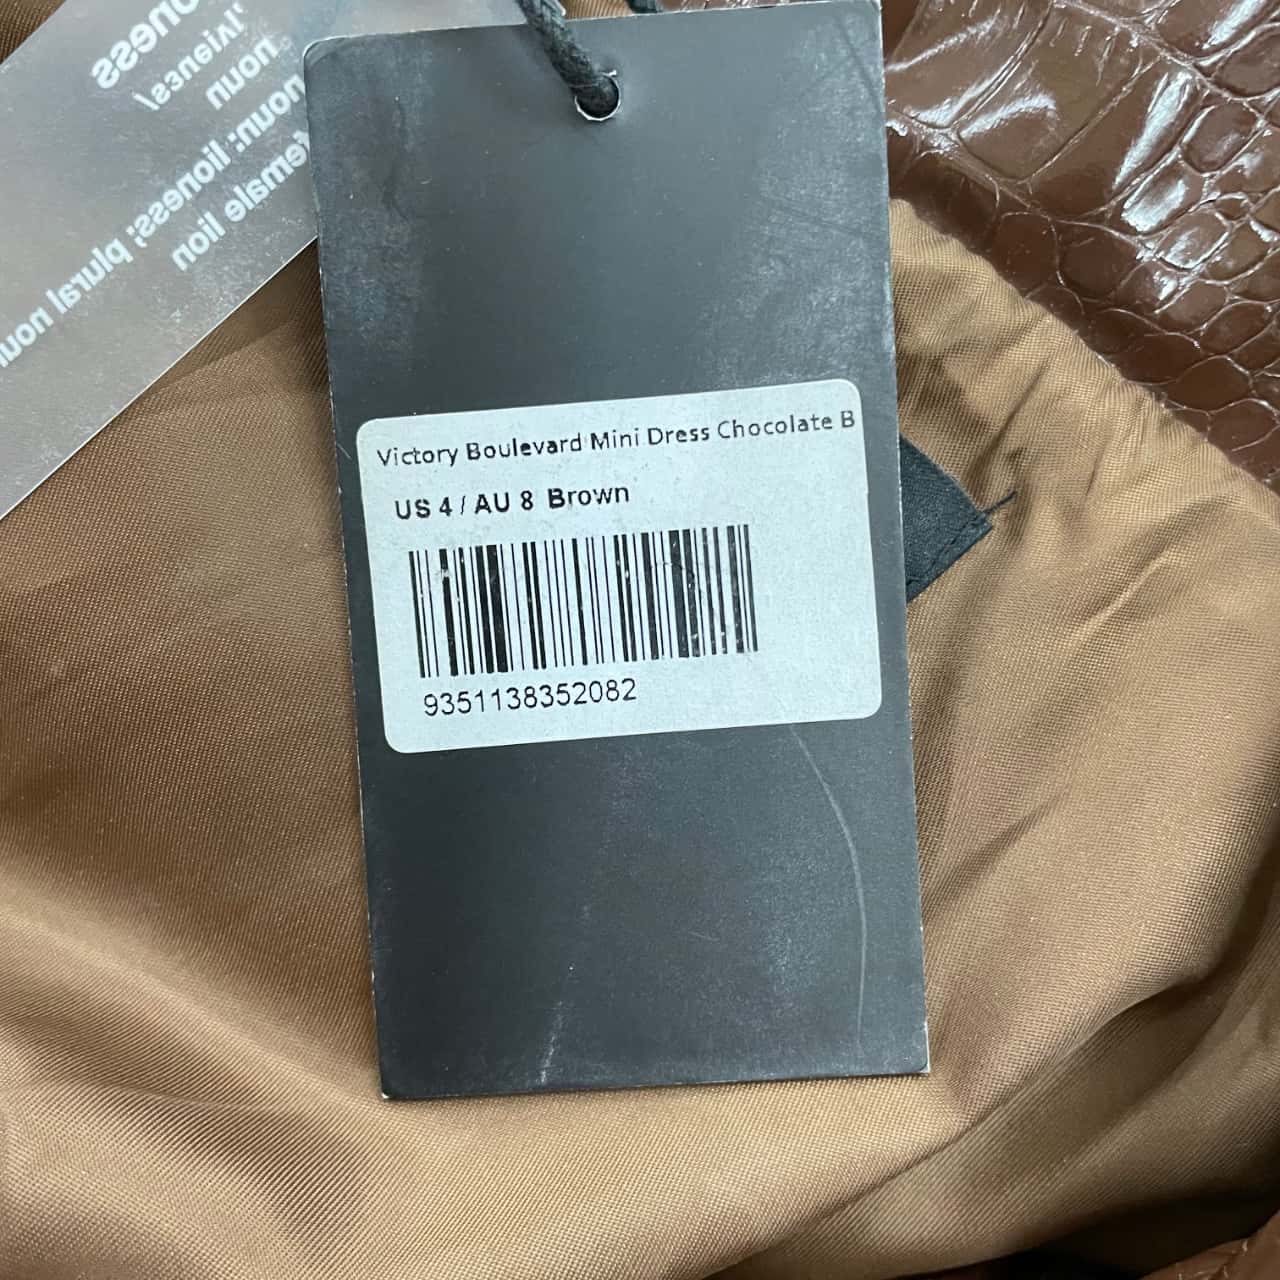 oness
/ˈlʌɪənɛs/
noun
noun: lioness; plural noun
female lion
Victory Boulevard Mini Dress Chocolate B
US 4 / AU 8 Brown
9351138352082